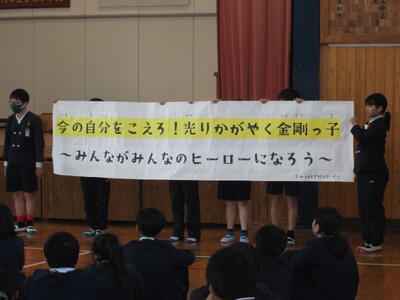 今の自分をこえろ！光りかがやく金剛っ子
～みんながみんなのヒーローになろう～